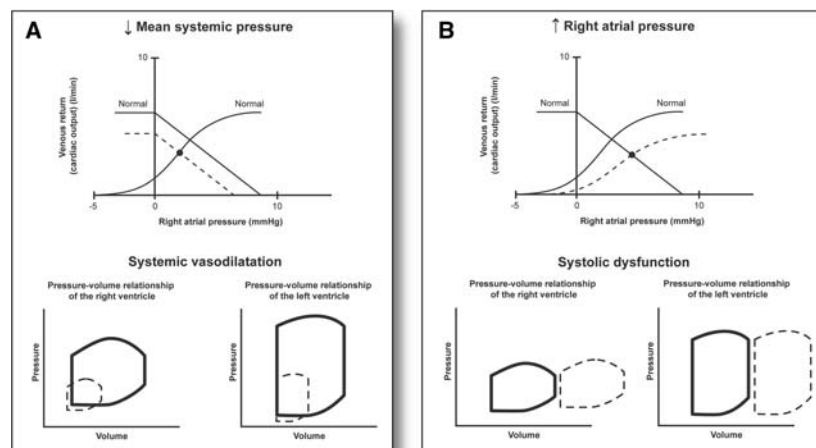 A
↓ Mean systemic pressure
10
Normal
Normal
Venous return
(cardiac output) (l/min)
-5
0
10
Right atrial pressure (mmHg)
Systemic vasodilatation
Pressure-volume relationship
of the right ventricle
Pressure
Volume
Pressure-volume relationship
of the left ventricle
Pressure
Volume
B
↑ Right atrial pressure
10
Normal
Normal
Venous return
(cardiac output) (l/min)
-5
0
10
Right atrial pressure (mmHg)
Systolic dysfunction
Pressure-volume relationship
of the right ventricle
Pressure
Volume
Pressure-volume relationship
of the left ventricle
Pressure
Volume